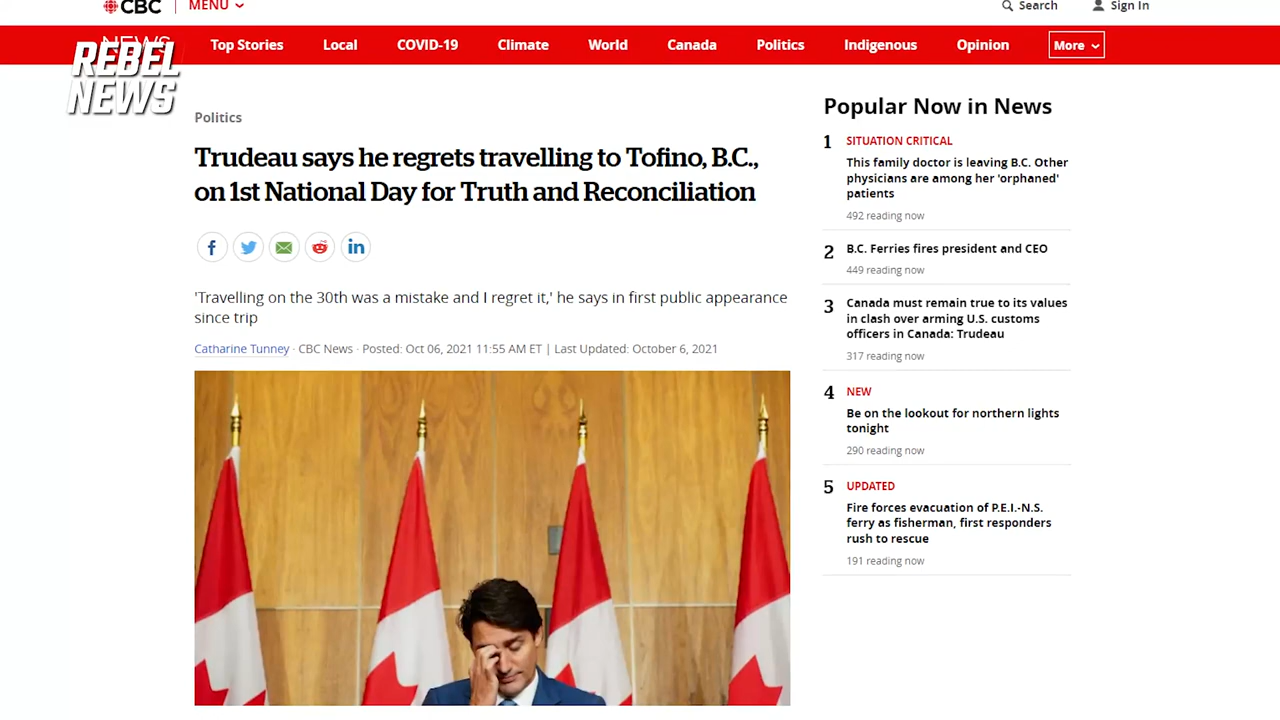 CBC
MENU
Search
Sign In
NEWS
Top Stories
Local
COVID-19
Climate
World
Canada
Politics
Indigenous
Opinion
More
REBEL
NEWS
Politics
Trudeau says he regrets travelling to Tofino, B.C.,
on 1st National Day for Truth and Reconciliation
'Travelling on the 30th was a mistake and I regret it,' he says in first public appearance
since trip
Catharine Tunney · CBC News · Posted: Oct 06, 2021 11:55 AM ET | Last Updated: October 6, 2021
Popular Now in News
1 SITUATION CRITICAL
This family doctor is leaving B.C. Other
physicians are among her 'orphaned'
patients
492 reading now
2 B.C. Ferries fires president and CEO
449 reading now
3 Canada must remain true to its values
in clash over arming U.S. customs
officers in Canada: Trudeau
317 reading now
4 NEW
Be on the lookout for northern lights
tonight
290 reading now
5 UPDATED
Fire forces evacuation of P.E.I.-N.S.
ferry as fisherman, first responders
rush to rescue
191 reading now